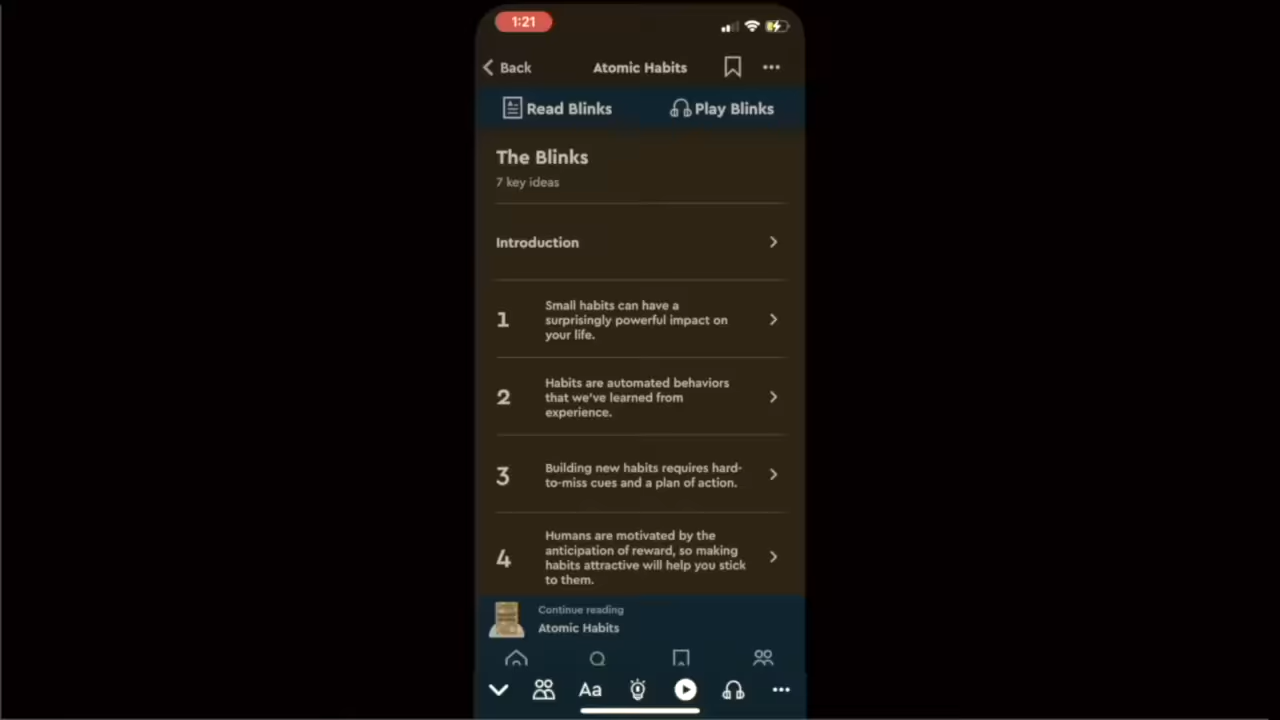 1:21
Back
Atomic Habits
Read Blinks
Play Blinks
The Blinks
7 key ideas
Introduction
1
Small habits can have a
surprisingly powerful impact on
your life.
2
Habits are automated behaviors
that we've learned from
experience.
3
Building new habits requires hard-
to-miss cues and a plan of action.
4
Humans are motivated by the
anticipation of reward, so making
habits attractive will help you stick
to them.
Continue reading
Atomic Habits
Aa